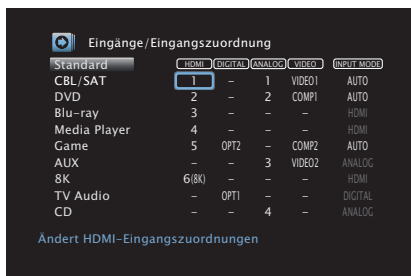 Eingänge/Eingangszuordnung
Standard HDMI DIGITAL ANALOG VIDEO INPUT MODE
CBL/SAT 1 – 1 VIDEO1 AUTO
DVD 2 – 2 COMP1 AUTO
Blu-ray 3 – – – HDMI
Media Player 4 – – – HDMI
Game 5 OPT2 – COMP2 AUTO
AUX – – 3 VIDEO2 ANALOG
8K 6(8K) – – – HDMI
TV Audio – OPT1 – – DIGITAL
CD – – 4 – ANALOG
Ändert HDMI-Eingangszuordnungen